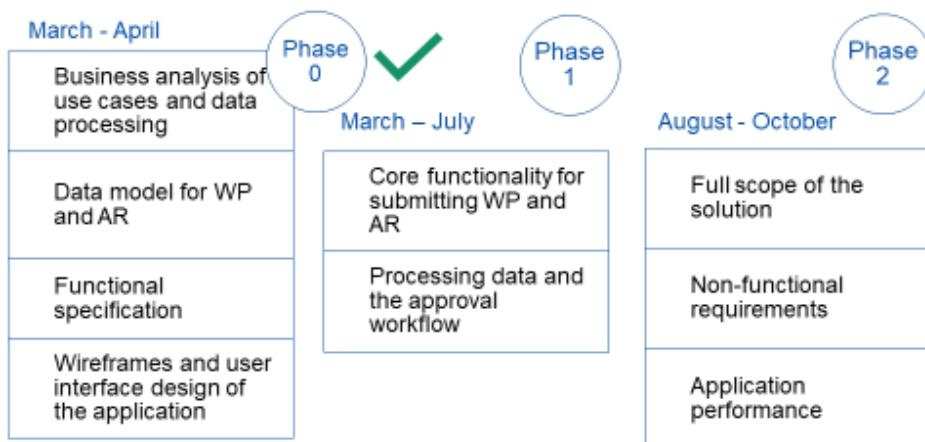 March - April
Phase
0
Business analysis of
use cases and data
processing
Data model for WP
and AR
Functional
specification
Wireframes and user
interface design of
the application
Phase
1
March – July
Core functionality for
submitting WP and
AR
Processing data and
the approval
workflow
Phase
2
August - October
Full scope of the
solution
Non-functional
requirements
Application
performance